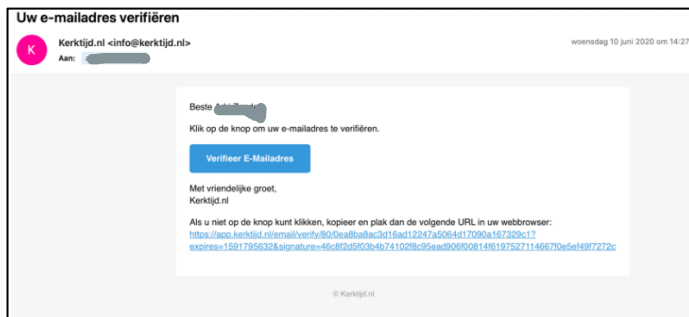 Uw e-mailadres verifiëren
K
Kerktijd.nl <info@kerktijd.nl>
woensdag 10 juni 2020 om 14:27
Aan:
Beste
Klik op de knop om uw e-mailadres te verifiëren.
Verifieer E-Mailadres
Met vriendelijke groet,
Kerktijd.nl
Als u niet op de knop kunt klikken, kopieer en plak dan de volgende URL in uw webbrowser:
https://app.kerktijd.nl/email/verify/80/0ea8ba8ac3d16ad12247a5064d17090a167329c1?
expires=1591795632&signature=46c8f2d5f03b4b74102f8c95ead906f00814f6197527114667f0e5ef49f7272c
© Kerktijd.nl